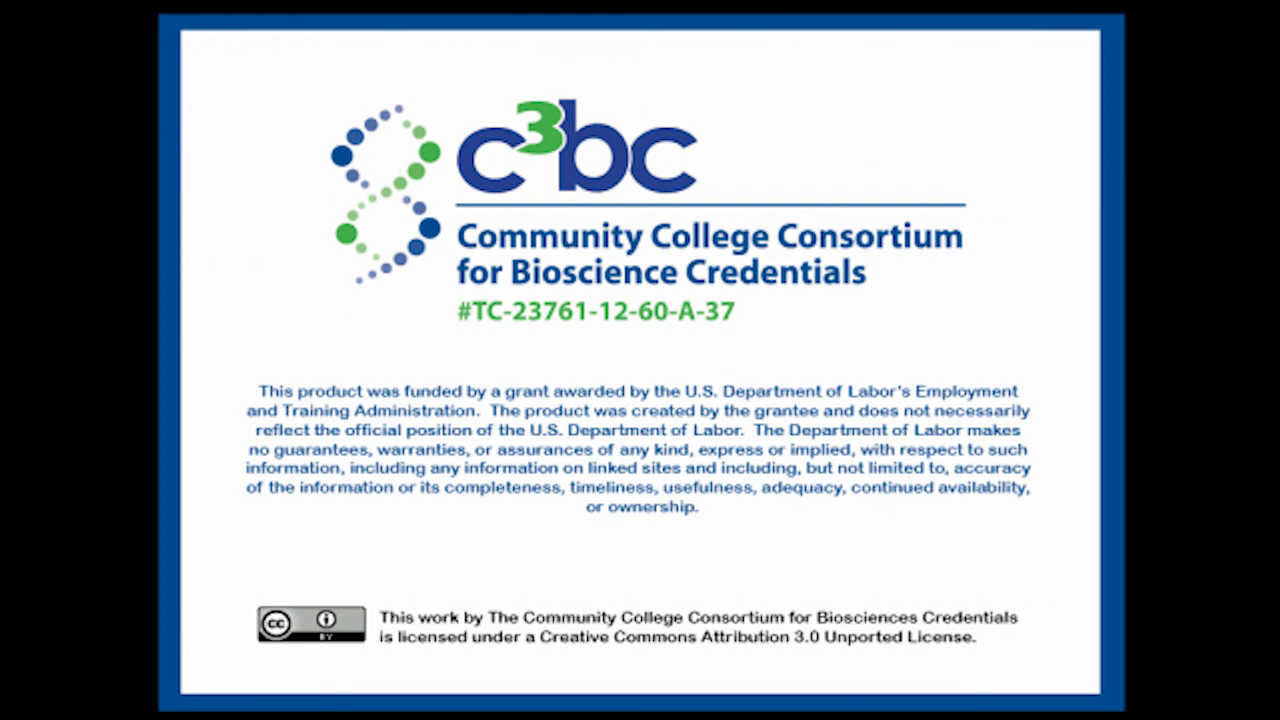 c3bc
Community College Consortium
for Bioscience Credentials
#TC-23761-12-60-A-37
This product was funded by a grant awarded by the U.S. Department of Labor's Employment
and Training Administration. The product was created by the grantee and does not necessarily
reflect the official position of the U.S. Department of Labor. The Department of Labor makes
no guarantees, warranties, or assurances of any kind, express or implied, with respect to such
information, including any information on linked sites and including, but not limited to, accuracy
of the information or its completeness, timeliness, usefulness, adequacy, continued availability,
or ownership.
cc BY
This work by The Community College Consortium for Biosciences Credentials
is licensed under a Creative Commons Attribution 3.0 Unported License.